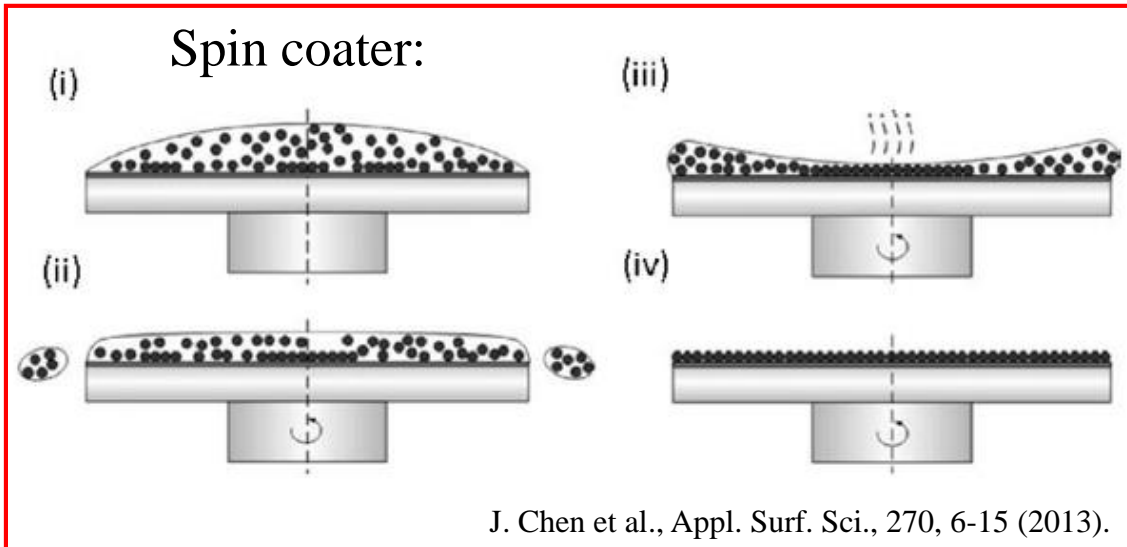 Spin coater:
(i)
(iii)
(ii)
(iv)
J. Chen et al., Appl. Surf. Sci., 270, 6-15 (2013).